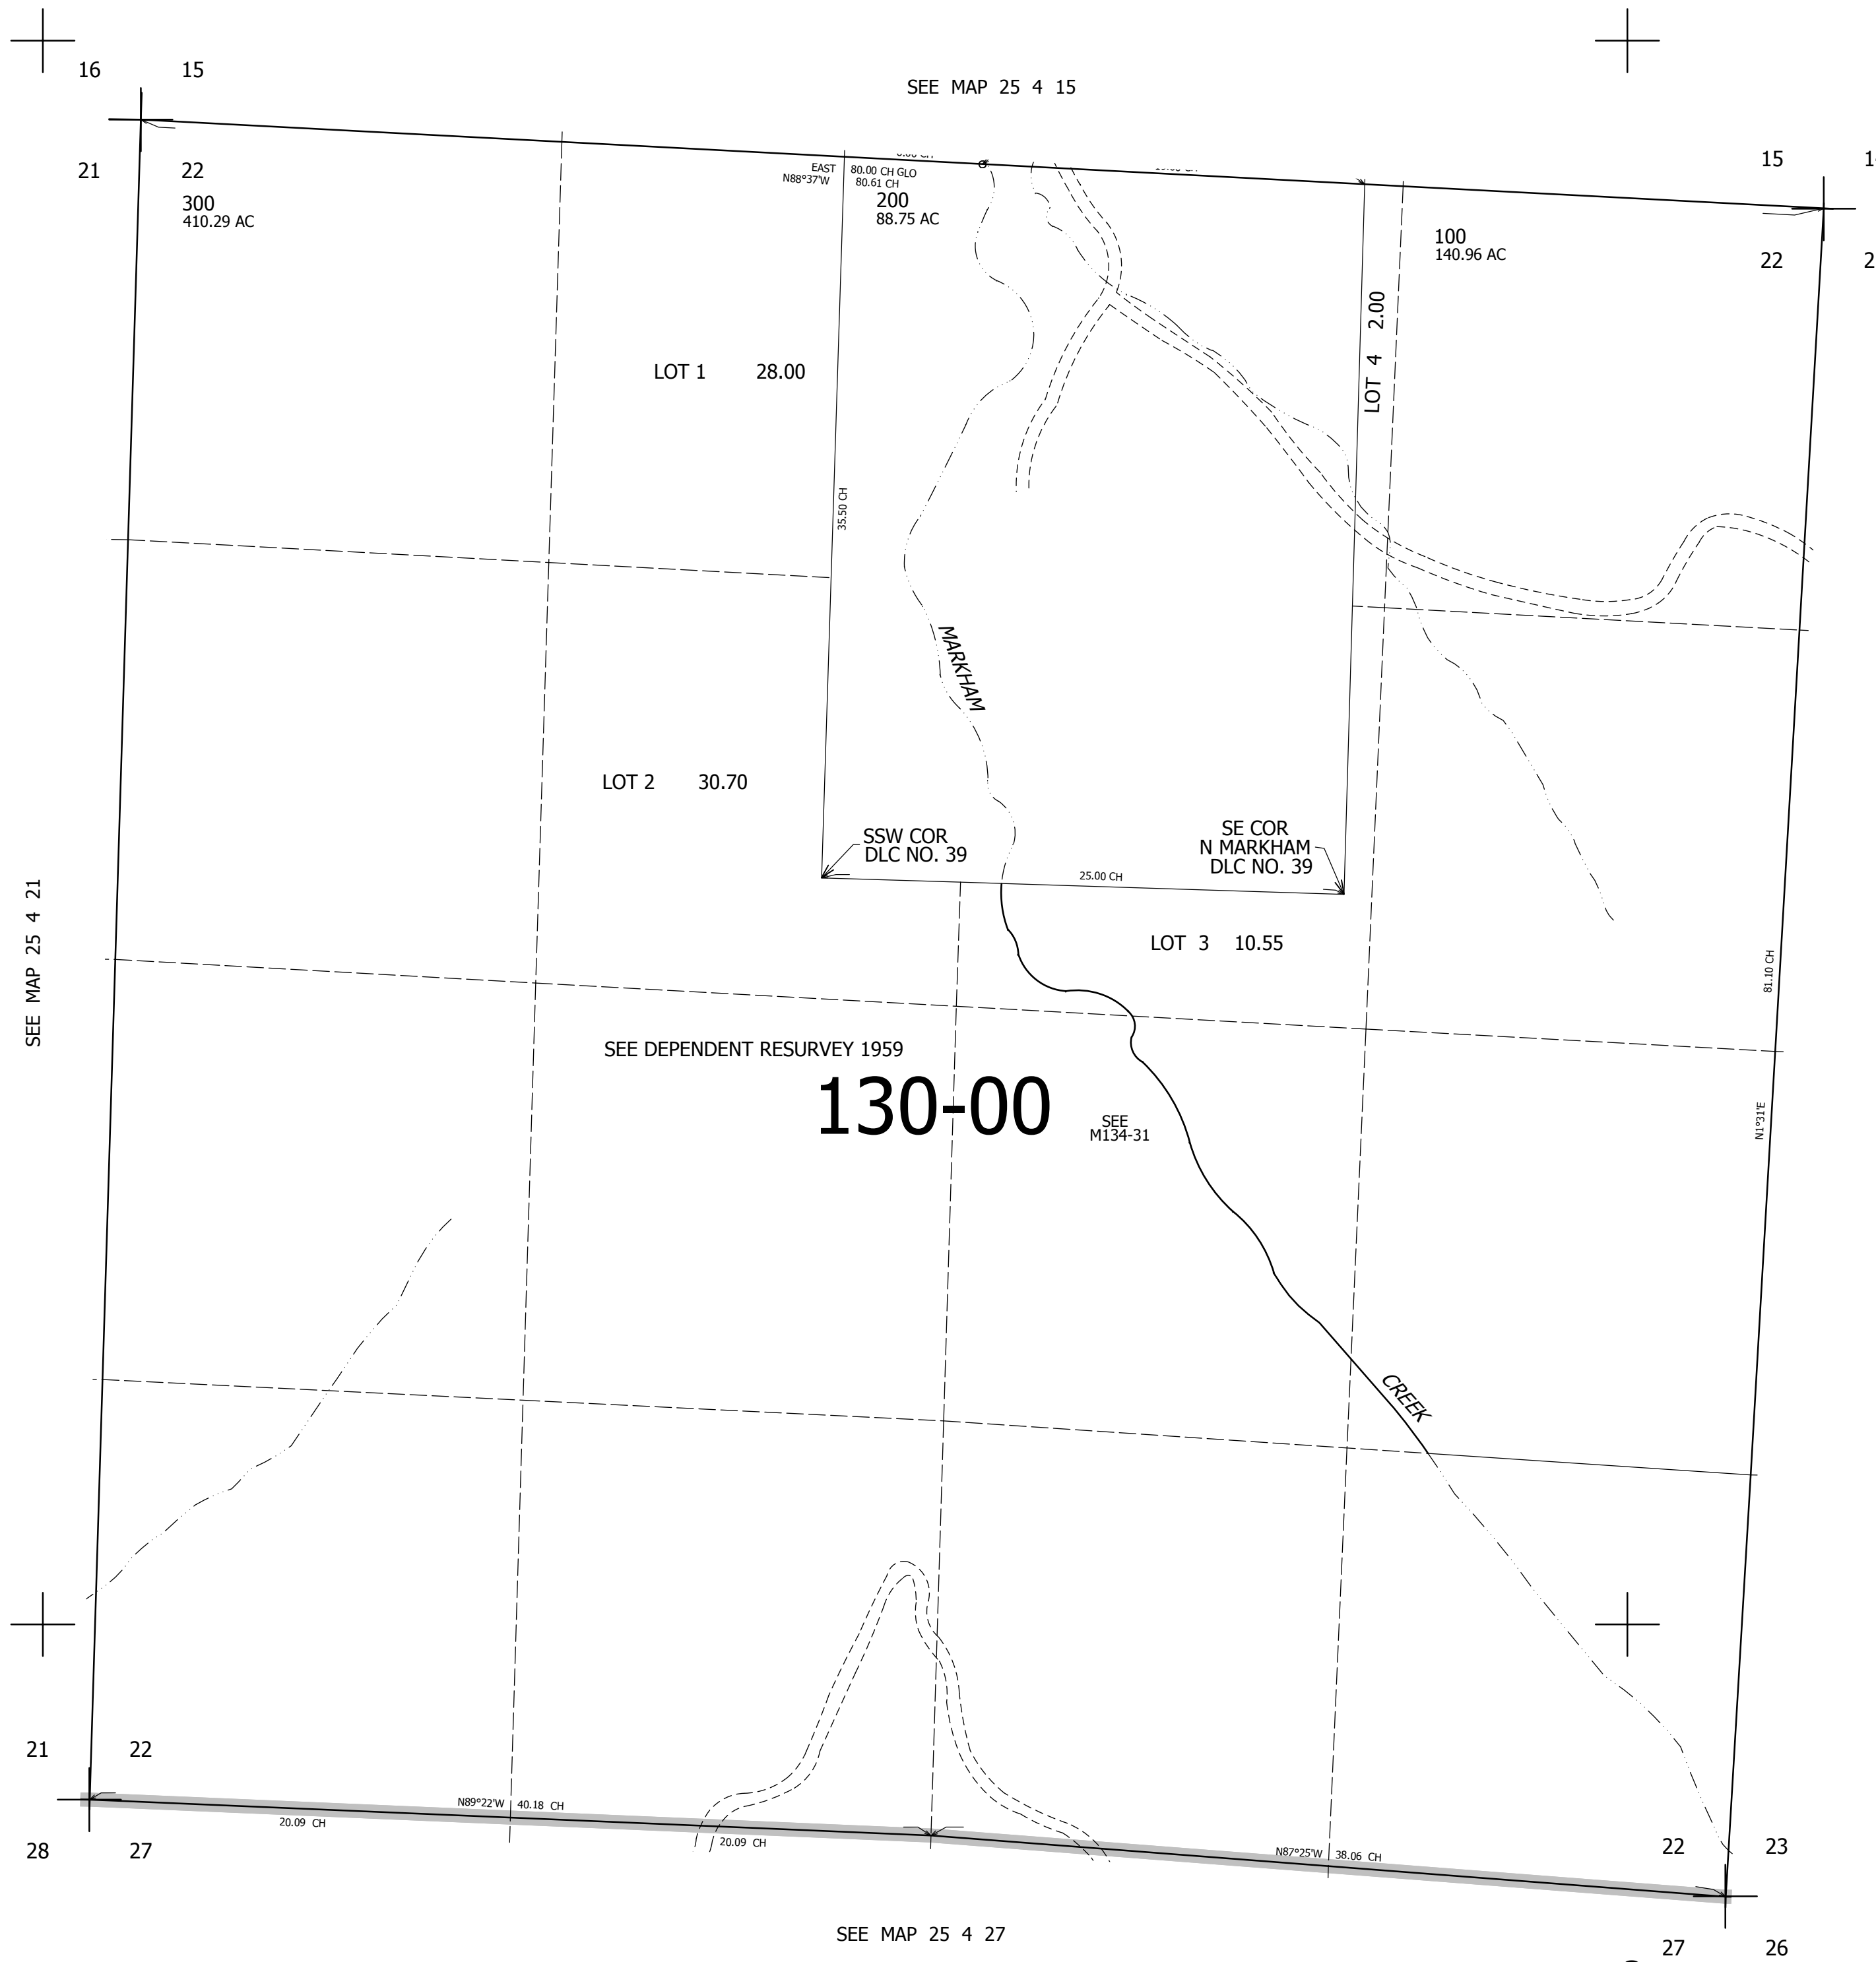 16 15
SEE MAP 25 4 15
15
21 22
22
300
410.29 AC
EAST 80.00 CH GLO
N88°37'W 80.61 CH
200
88.75 AC
100
140.96 AC
LOT 4 2.00
LOT 1 28.00
35.50 CH
MARKHAM
LOT 2 30.70
SSW COR
DLC NO. 39
SE COR
N MARKHAM
DLC NO. 39
25.00 CH
SEE MAP 25 4 21
LOT 3 10.55
81.10 CH
SEE DEPENDENT RESURVEY 1959
130-00
SEE
M134-31
N1°31'E
CREEK
21 22
N89°22'W 40.18 CH
20.09 CH
20.09 CH
N87°25'W 38.06 CH
28 27
22 23
SEE MAP 25 4 27
27 26